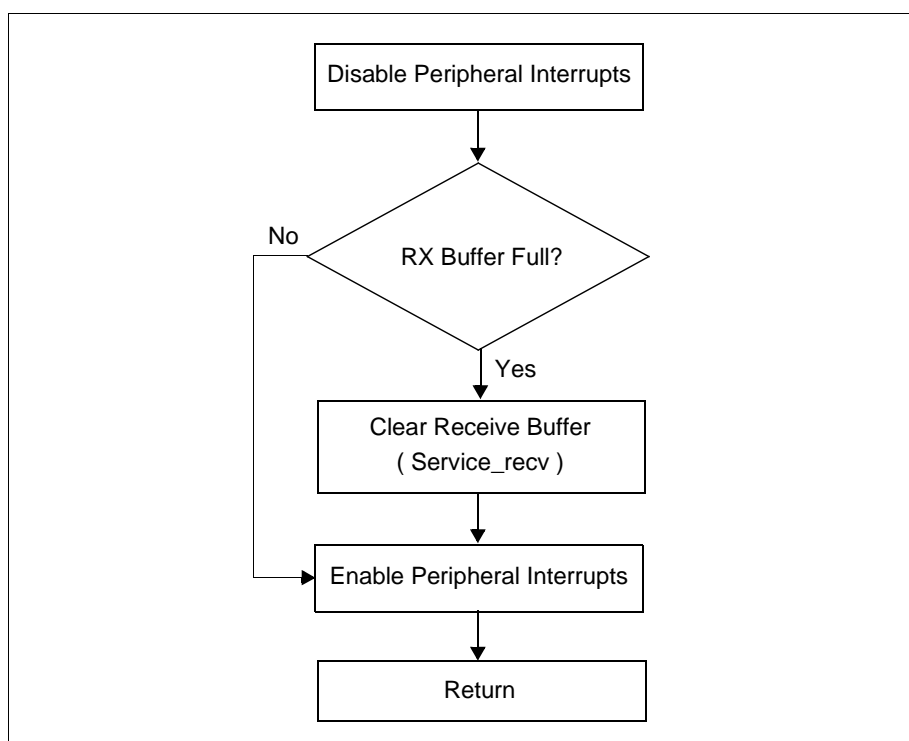 Disable Peripheral Interrupts
No
RX Buffer Full?
Yes
Clear Receive Buffer
( Service_recv )
Enable Peripheral Interrupts
Return